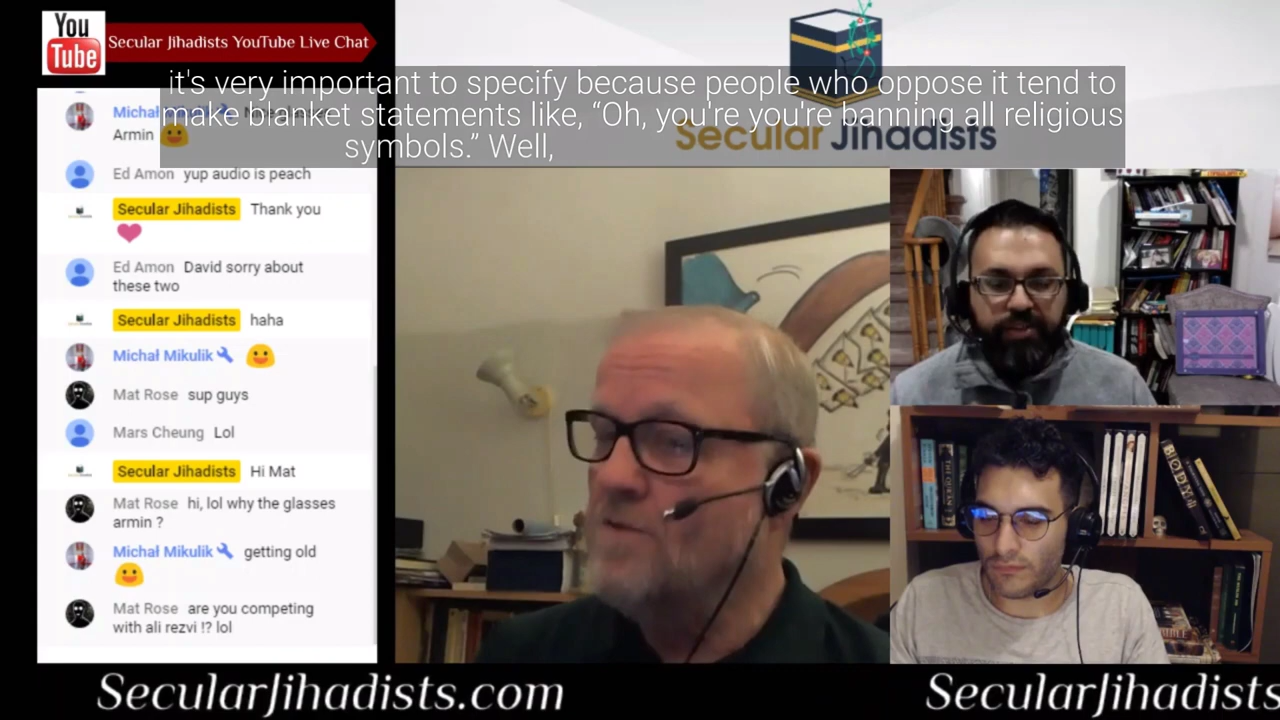 You
Tube
Secular Jihadists YouTube Live Chat
it's very important to specify because people who oppose it tend to
make blanket statements like, “Oh, you're you're banning all religious
symbols.” Well,
Secular Jihadists
Michał Mikulik
Armin
Ed Amon yup audio is peach
Secular Jihadists Thank you
Ed Amon David sorry about
these two
Secular Jihadists haha
Michał Mikulik
Mat Rose sup guys
Mars Cheung Lol
Secular Jihadists Hi Mat
Mat Rose hi, lol why the glasses
armin ?
Michał Mikulik getting old
Mat Rose are you competing
with ali rezvi !? lol
SecularJihadists.com
SecularJihadists